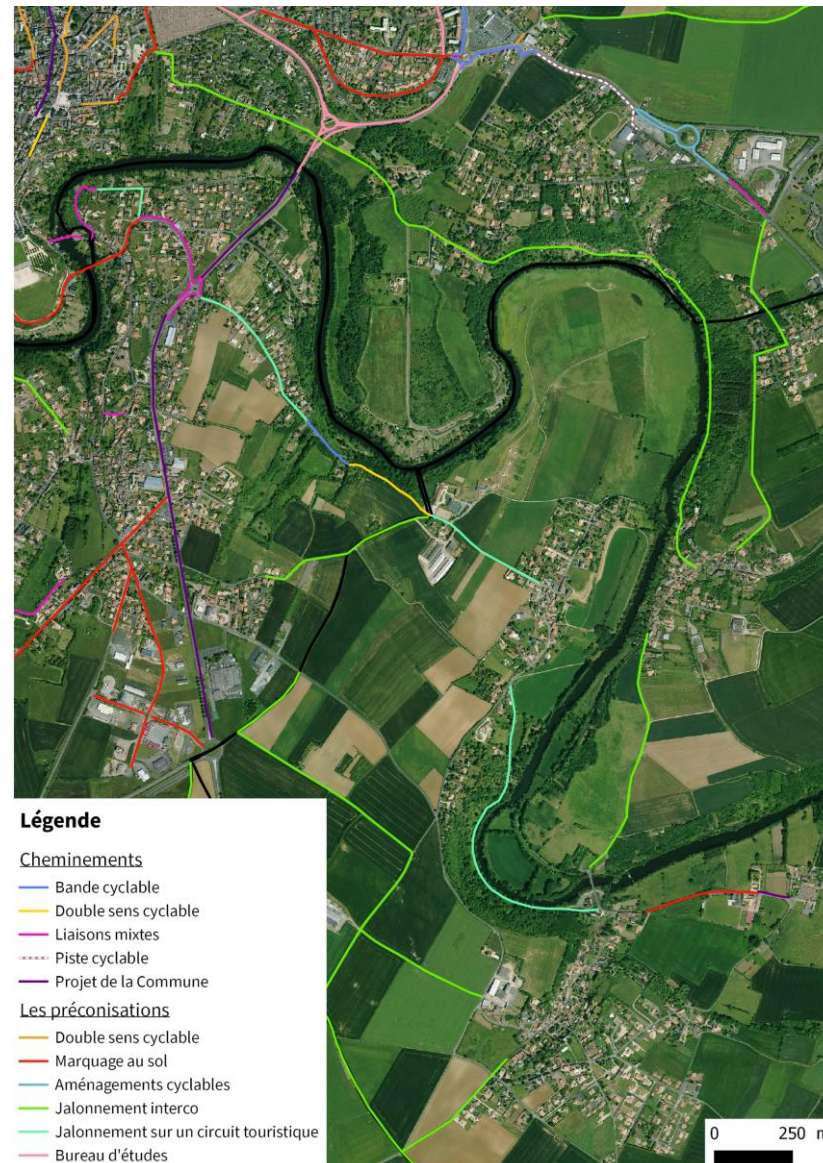 Légende
Cheminements
Bande cyclable
Double sens cyclable
Liaisons mixtes
Piste cyclable
Projet de la Commune
Les préconisations
Double sens cyclable
Marquage au sol
Aménagements cyclables
Jalonnement interco
Jalonnement sur un circuit touristique
Bureau d'études
0 250 m